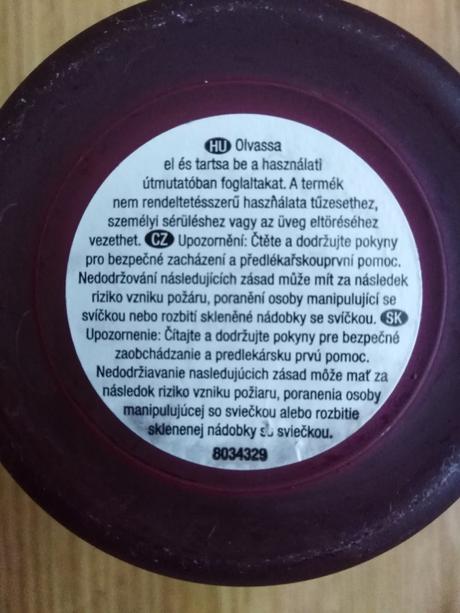 HU Olvassa
el és tartsa be a használati
útmutatóban foglaltakat. A termék
nem rendeltetésszerű használata tűzesethez,
személyi sérüléshez vagy az üveg eltöréséhez
vezethet. CZ Upozornění: Čtěte a dodržujte pokyny
pro bezpečné zacházení a předlékařskouprvní pomoc.
Nedodržování následujících zásad může mít za následek
riziko vzniku požáru, poranění osoby manipulující se
svíčkou nebo rozbití skleněné nádobky se svíčkou. SK
Upozornenie: Čítajte a dodržujte pokyny pre bezpečné
zaobchádzanie a predlekársku prvú pomoc.
Nedodržiavanie nasledujúcich zásad môže mať za
následok riziko vzniku požiaru, poranenia osoby
manipulujúcej so sviečkou alebo rozbitie
sklenenej nádobky so sviečkou.
8034329